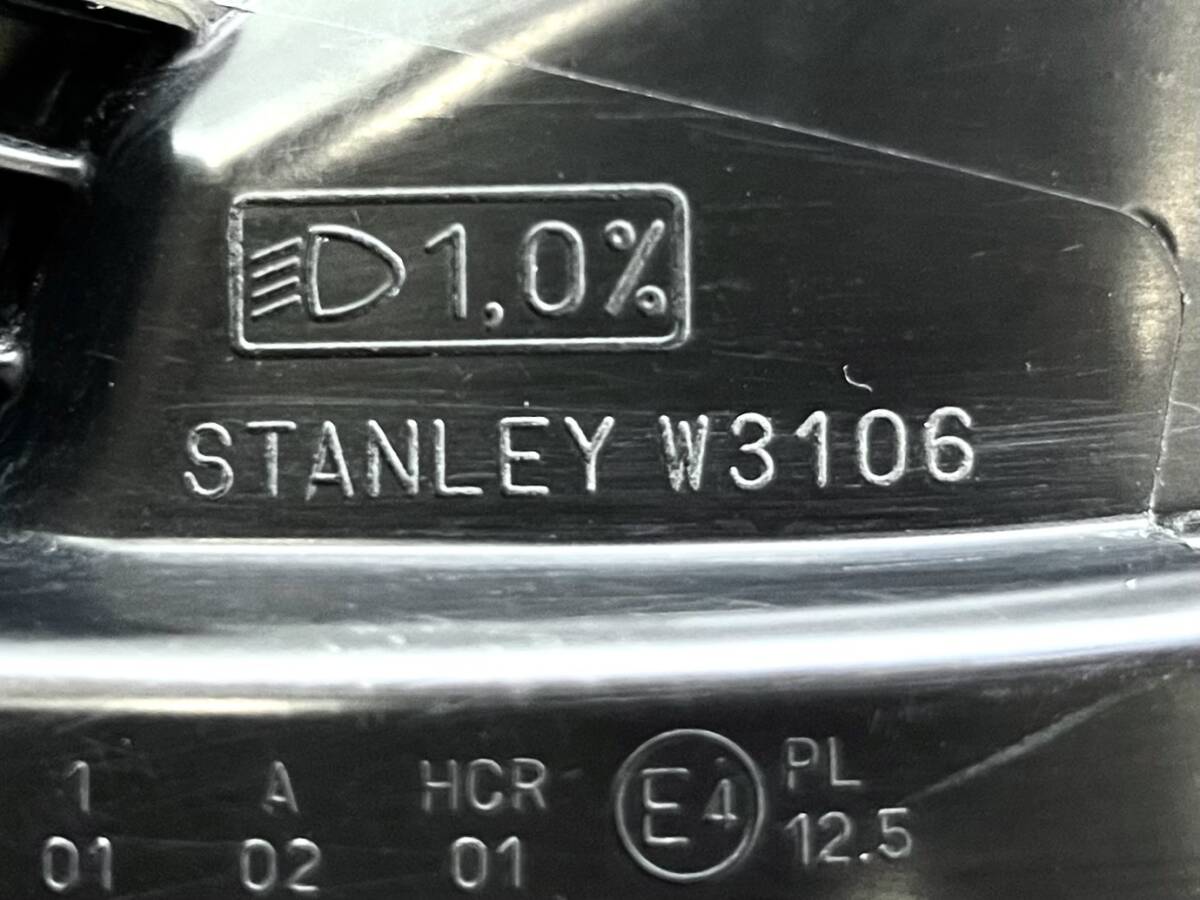 1,0%
STANLEY W3106
1 A HCR E4 PL
01 02 01 12.5